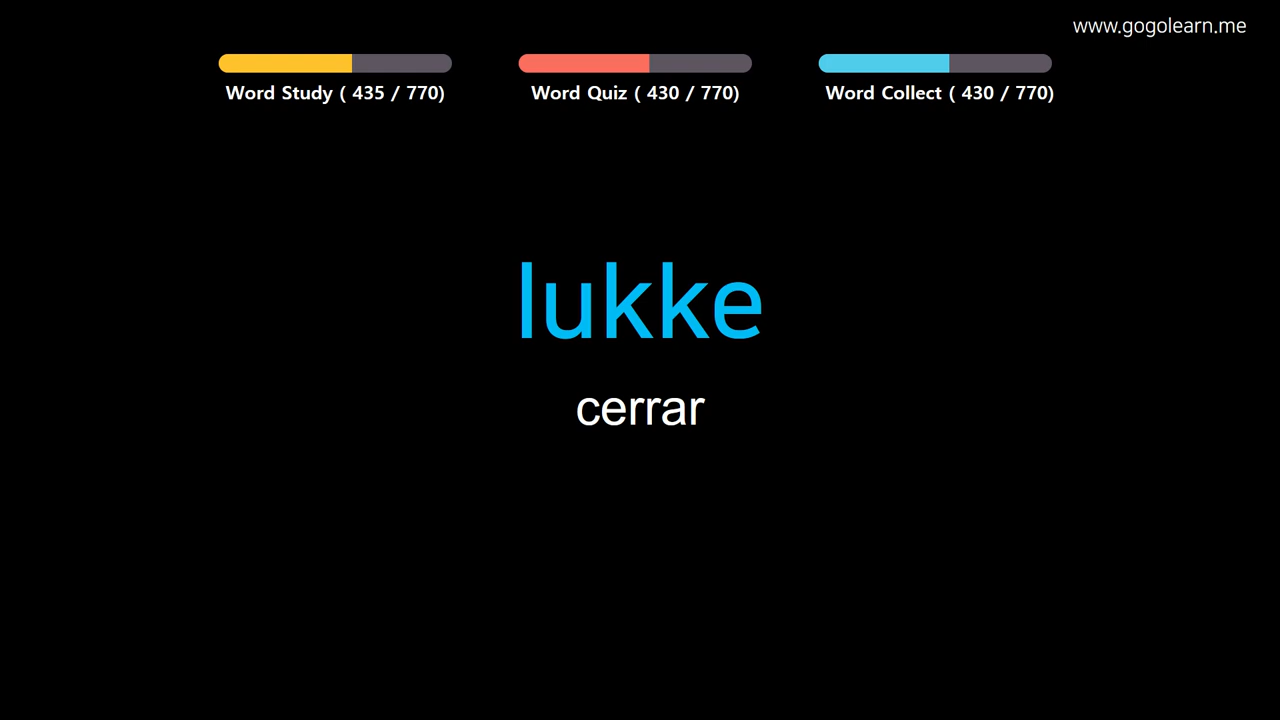 www.gogolearn.me
Word Study ( 435 / 770)
Word Quiz ( 430 / 770)
Word Collect ( 430 / 770)
lukke
cerrar